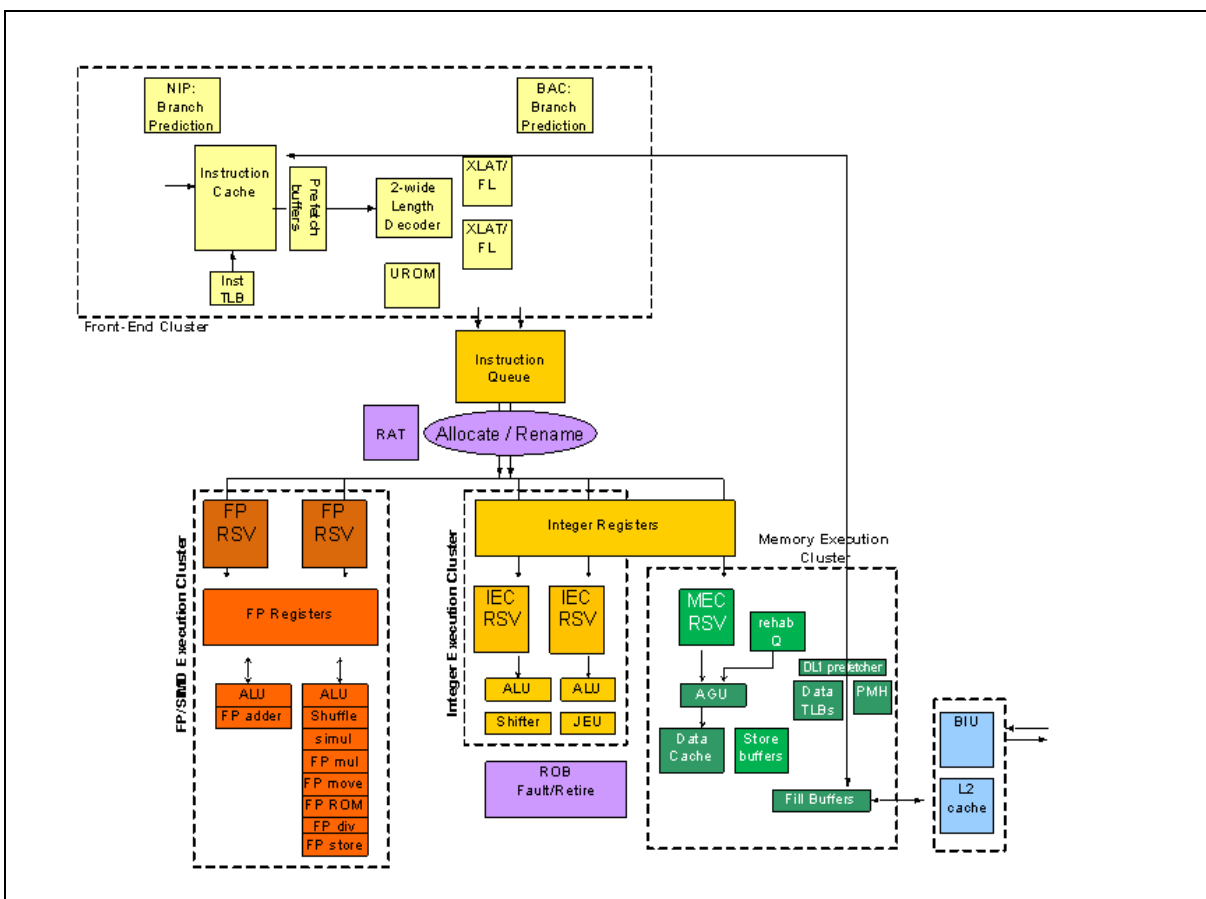 NIP:
Branch
Prediction
BAC:
Branch
Prediction
Instruction
Cache
Prefetch
buffers
2-wide
Length
Decoder
XLAT/
FL
XLAT/
FL
UROM
Inst
TLB
Front-End Cluster
Instruction
Queue
RAT
Allocate / Rename
FP/SIMD Execution Cluster
FP
RSV
FP
RSV
FP Registers
ALU
FP adder
ALU
Shuffle
simul
FP mul
FP move
FP ROM
FP div
FP store
Integer Execution Cluster
Integer Registers
IEC
RSV
IEC
RSV
ALU
ALU
Shifter
JEU
ROB
Fault/Retire
Memory Execution
Cluster
MEC
RSV
rehab
Q
DL1 prefetcher
AGU
Data
TLBs
PMH
Data
Cache
Store
buffers
Fill Buffers
BIU
L2
cache